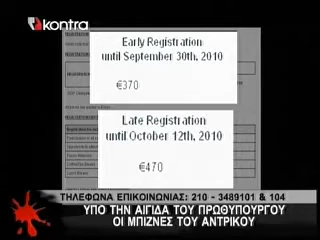 kontra
Early Registration
until September 30th, 2010
€370
Late Registration
until October 12th, 2010
€470
ΤΗΛΕΦΩΝΑ ΕΠΙΚΟΙΝΩΝΙΑΣ: 210 - 3489101 & 104
ΥΠΟ ΤΗΝ ΑΙΓΙΔΑ ΤΟΥ ΠΡΩΘΥΠΟΥΡΓΟΥ
ΟΙ ΜΠΙΖΝΕΣ ΤΟΥ ΑΝΤΡΙΚΟΥ